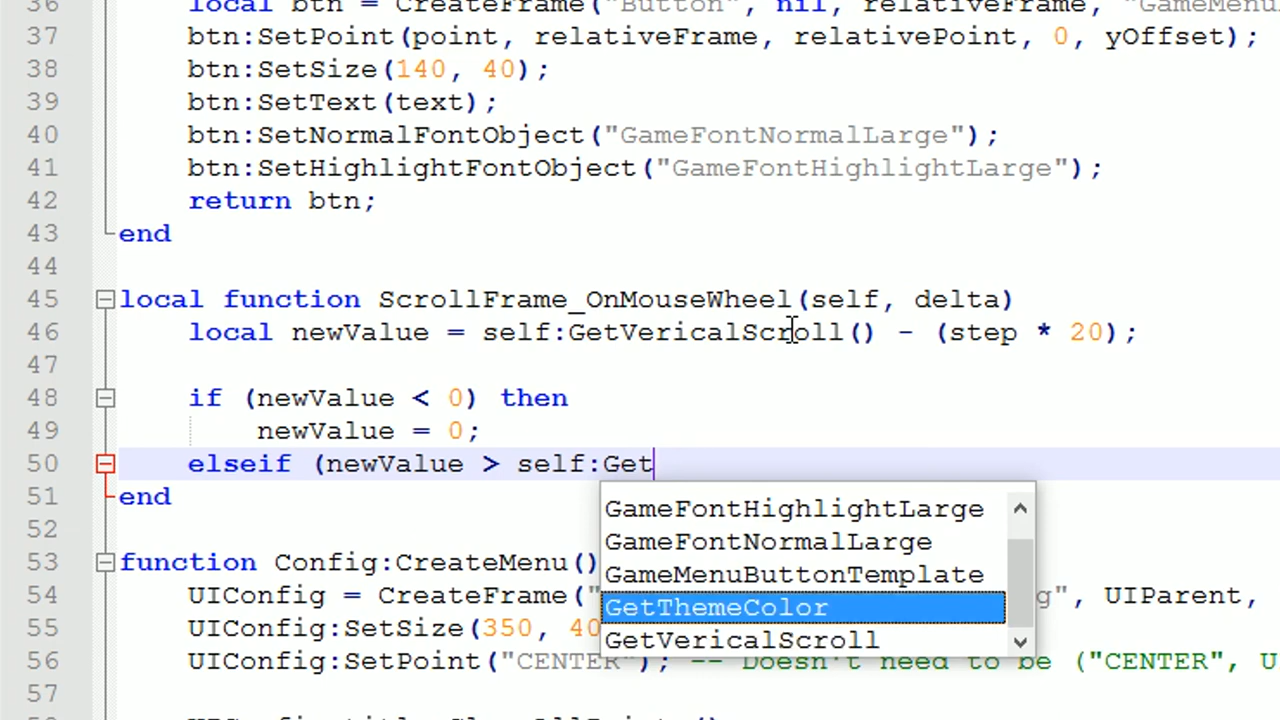 36 local btn = CreateFrame("Button", nil, relativeFrame, "GameMenu
37 btn:SetPoint(point, relativeFrame, relativePoint, 0, yOffset);
38 btn:SetSize(140, 40);
39 btn:SetText(text);
40 btn:SetNormalFontObject("GameFontNormalLarge");
41 btn:SetHighlightFontObject("GameFontHighlightLarge");
42 return btn;
43 end
44
45 local function ScrollFrame_OnMouseWheel(self, delta)
46 local newValue = self:GetVericalScroll() - (step * 20);
47
48 if (newValue < 0) then
49 newValue = 0;
50 elseif (newValue > self:Get
51 end
52
53 function Config:CreateMenu()
54 UIConfig = CreateFrame(" g", UIParent,
55 UIConfig:SetSize(350, 40
56 UIConfig:SetPoint("CENTER"); -- Doesn't need to be ("CENTER", U
57
GameFontHighlightLarge
GameFontNormalLarge
GameMenuButtonTemplate
GetThemeColor
GetVericalScroll